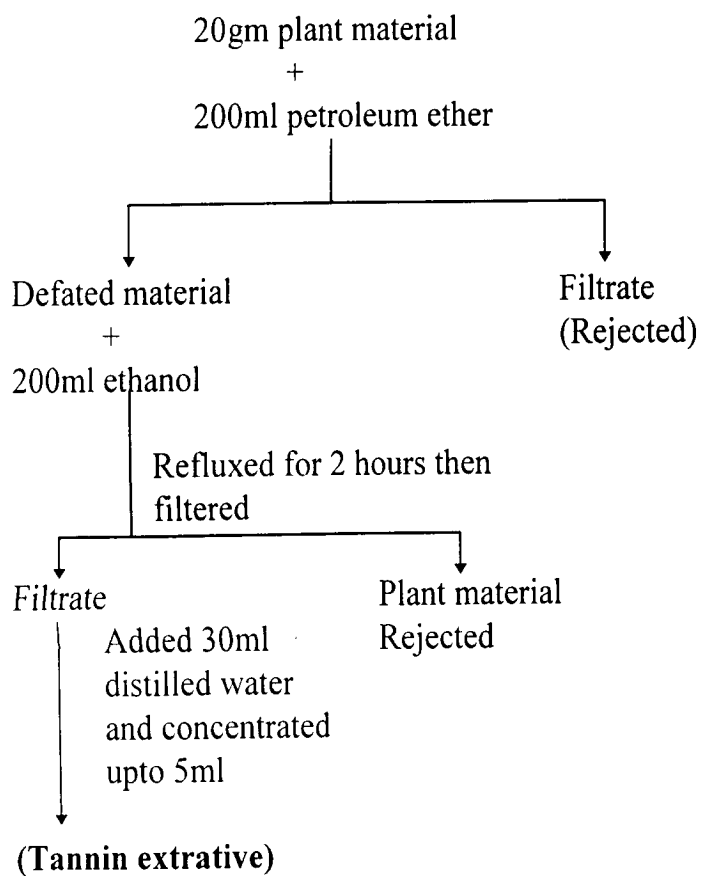 20gm plant material
+
200ml petroleum ether
Defated material
+
200ml ethanol
Filtrate
(Rejected)
Refluxed for 2 hours then
filtered
Filtrate
Added 30ml
distilled water
and concentrated
upto 5ml
Plant material
Rejected
(Tannin extrative)